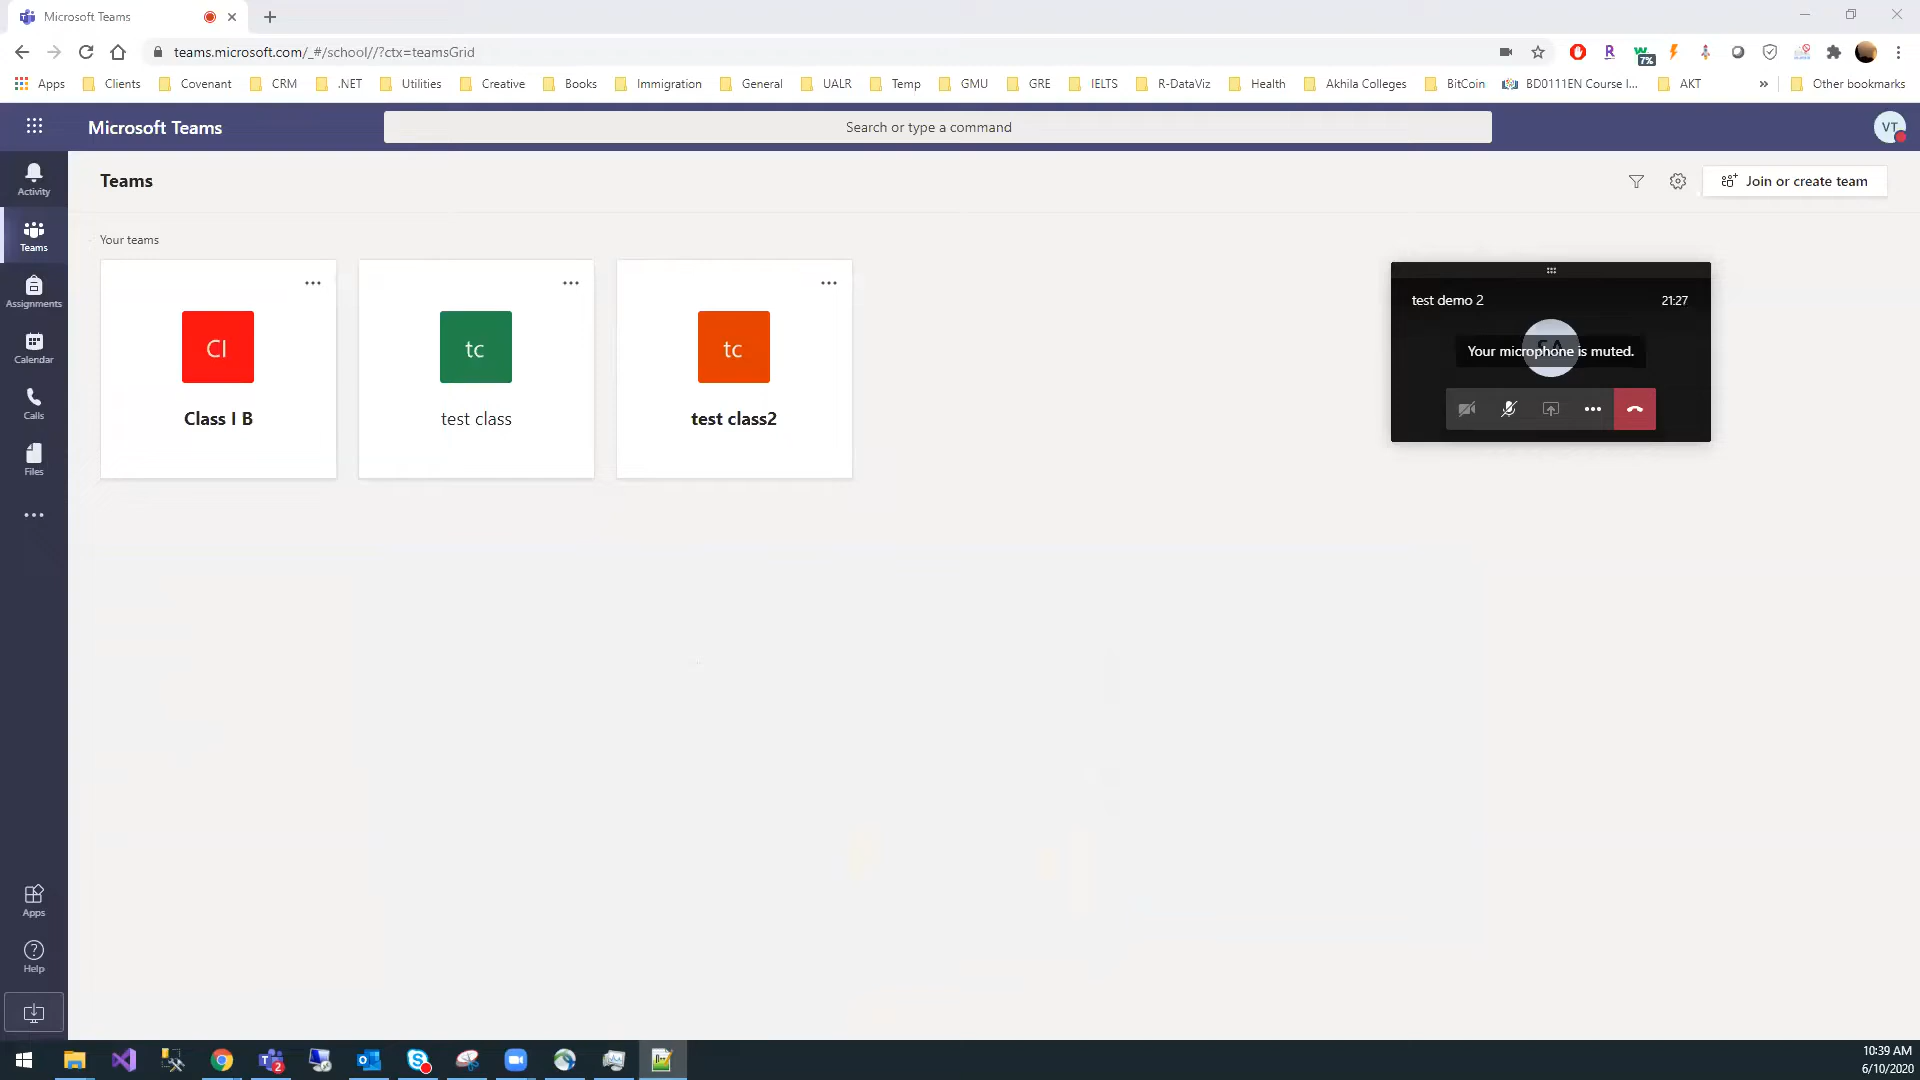 Microsoft Teams
teams.microsoft.com/_#/school//?ctx=teamsGrid
7%
Apps Clients Covenant CRM .NET Utilities Creative Books Immigration General UALR Temp GMU GRE IELTS R-DataViz Health Akhila Colleges BitCoin BD0111EN Course I... AKT » Other bookmarks
Microsoft Teams
Search or type a command
VT
Activity
Teams
Assignments
Calendar
Calls
Files
Apps
Help
Teams
Join or create team
Your teams
CI
Class I B
tc
test class
tc
test class2
test demo 2 21:27
Your microphone is muted.
2
10:39 AM
6/10/2020